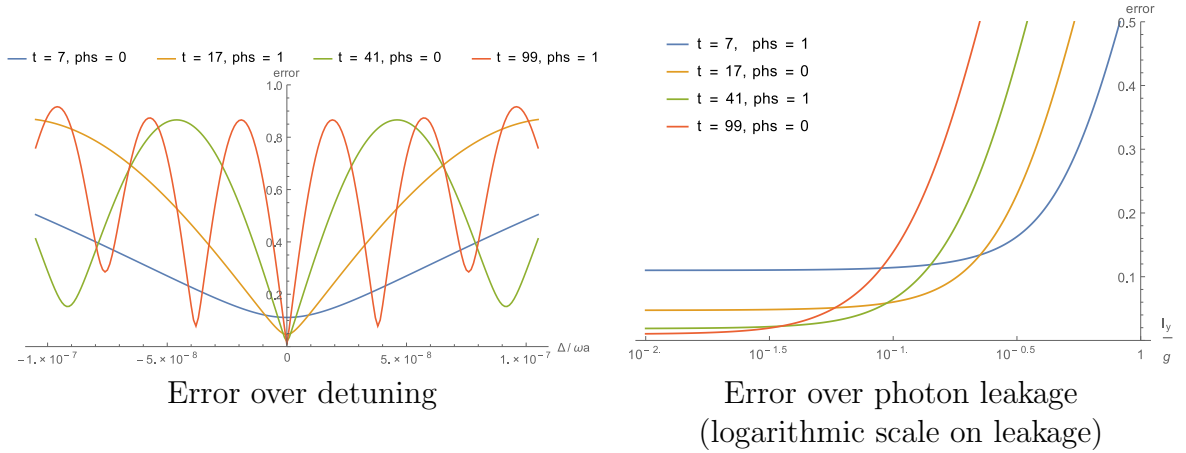 t = 7, phs = 0
t = 17, phs = 1
t = 41, phs = 0
t = 99, phs = 1
error
1.0
0.8
0.6
0.4
0.2
-1.×10⁻⁷
-5.×10⁻⁸
0
5.×10⁻⁸
1.×10⁻⁷
Δ / ωa
Error over detuning
t = 7, phs = 1
t = 17, phs = 0
t = 41, phs = 1
t = 99, phs = 0
error
0.5
0.4
0.3
0.2
0.1
10⁻²·
10⁻¹·⁵
10⁻¹·
10⁻⁰·⁵
1
Iy
g
Error over photon leakage
(logarithmic scale on leakage)